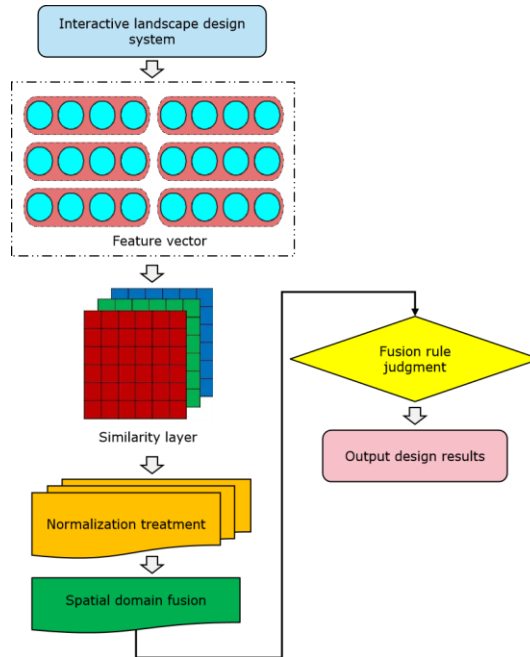 Interactive landscape design
system
Feature vector
Similarity layer
Normalization treatment
Spatial domain fusion
Fusion rule
judgment
Output design results